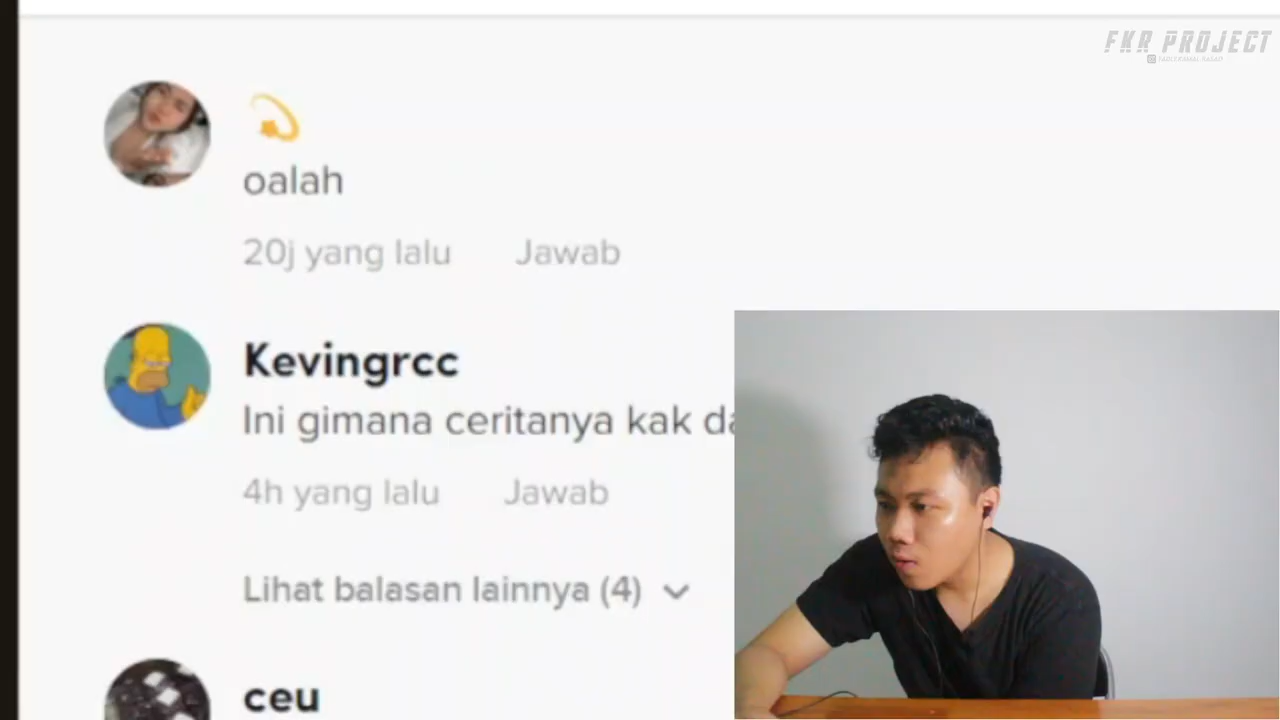 FKR PROJECT
oalah
20j yang lalu Jawab
Kevingrcc
Ini gimana ceritanya kak
4h yang lalu Jawab
Lihat balasan lainnya (4)
ceu